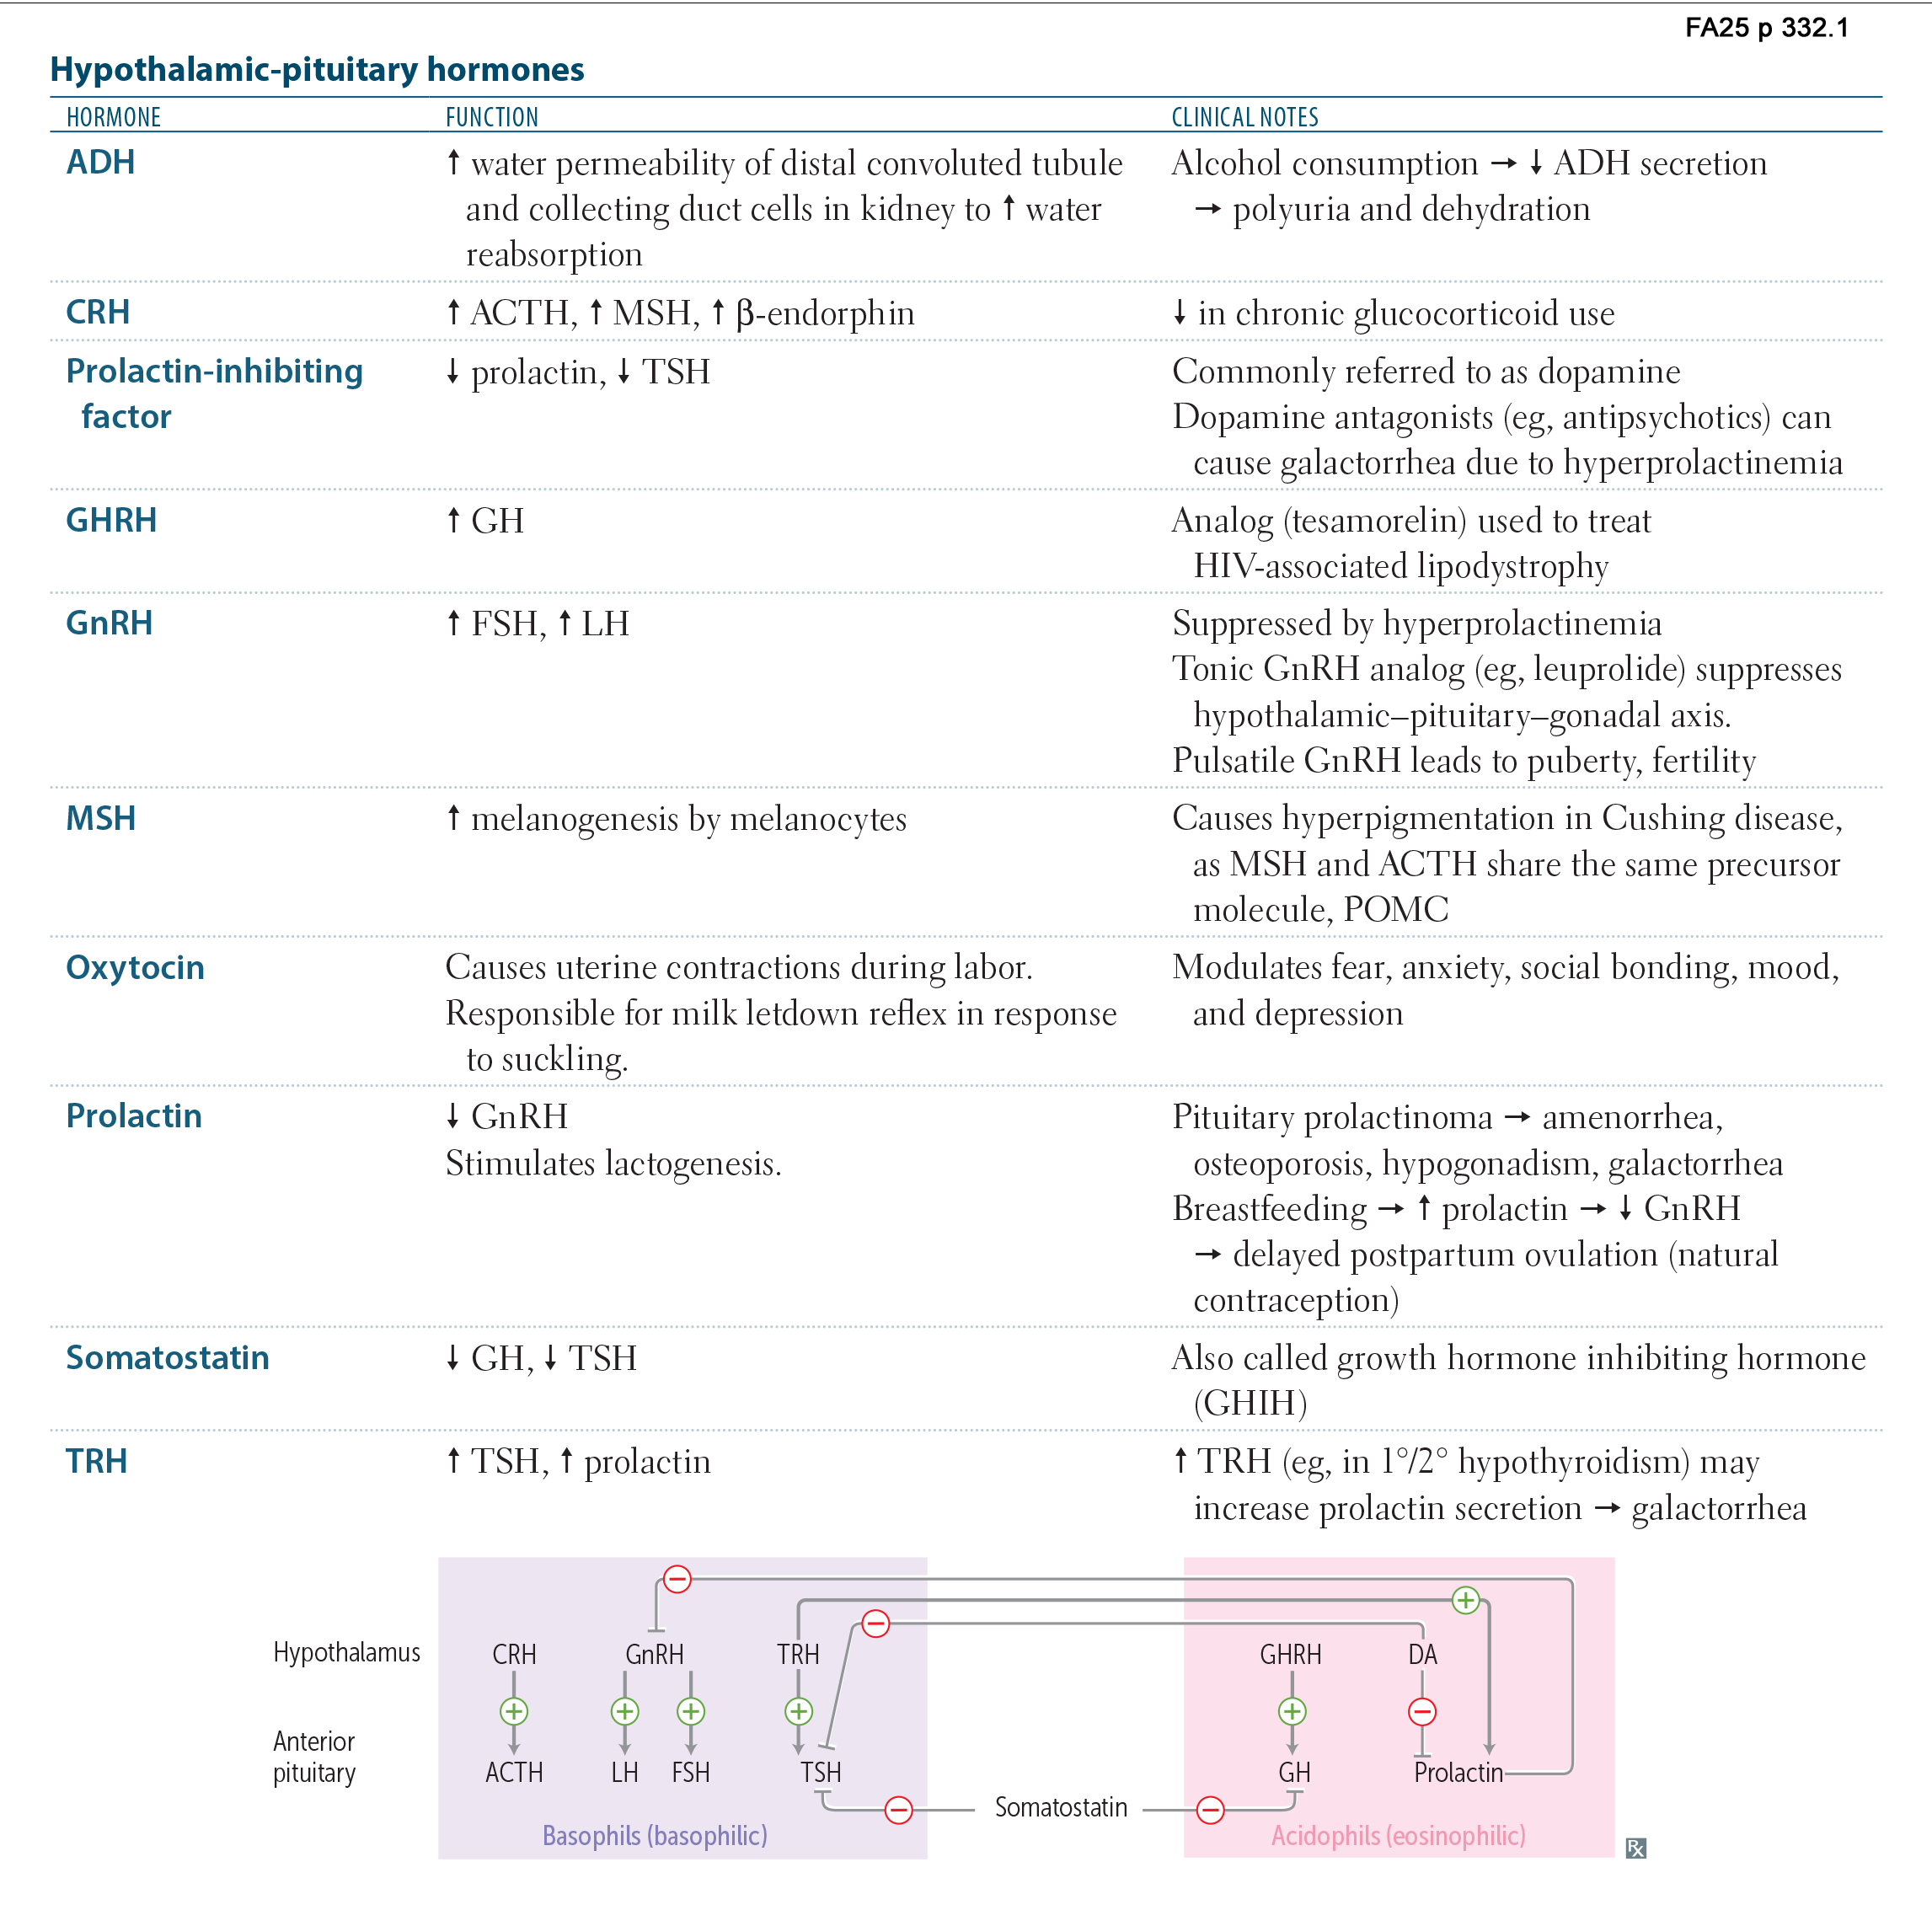 FA25 p 332.1
Hypothalamic-pituitary hormones
HORMONE FUNCTION CLINICAL NOTES
ADH
↑ water permeability of distal convoluted tubule
and collecting duct cells in kidney to ↑ water
reabsorption
Alcohol consumption → ↓ ADH secretion
→ polyuria and dehydration
CRH
↑ ACTH, ↑ MSH, ↑ β-endorphin
↓ in chronic glucocorticoid use
Prolactin-inhibiting
factor
↓ prolactin, ↓ TSH
Commonly referred to as dopamine
Dopamine antagonists (eg, antipsychotics) can
cause galactorrhea due to hyperprolactinemia
GHRH
↑ GH
Analog (tesamorelin) used to treat
HIV-associated lipodystrophy
GnRH
↑ FSH, ↑ LH
Suppressed by hyperprolactinemia
Tonic GnRH analog (eg, leuprolide) suppresses
hypothalamic–pituitary–gonadal axis.
Pulsatile GnRH leads to puberty, fertility
MSH
↑ melanogenesis by melanocytes
Causes hyperpigmentation in Cushing disease,
as MSH and ACTH share the same precursor
molecule, POMC
Oxytocin
Causes uterine contractions during labor.
Responsible for milk letdown reflex in response
to suckling.
Modulates fear, anxiety, social bonding, mood,
and depression
Prolactin
↓ GnRH
Stimulates lactogenesis.
Pituitary prolactinoma → amenorrhea,
osteoporosis, hypogonadism, galactorrhea
Breastfeeding → ↑ prolactin → ↓ GnRH
→ delayed postpartum ovulation (natural
contraception)
Somatostatin
↓ GH, ↓ TSH
Also called growth hormone inhibiting hormone
(GHIH)
TRH
↑ TSH, ↑ prolactin
↑ TRH (eg, in 1°/2° hypothyroidism) may
increase prolactin secretion → galactorrhea
Hypothalamus CRH GnRH TRH GHRH DA
Anterior
pituitary ACTH LH FSH TSH GH Prolactin
Somatostatin
Basophils (basophilic) Acidophils (eosinophilic)
Rx